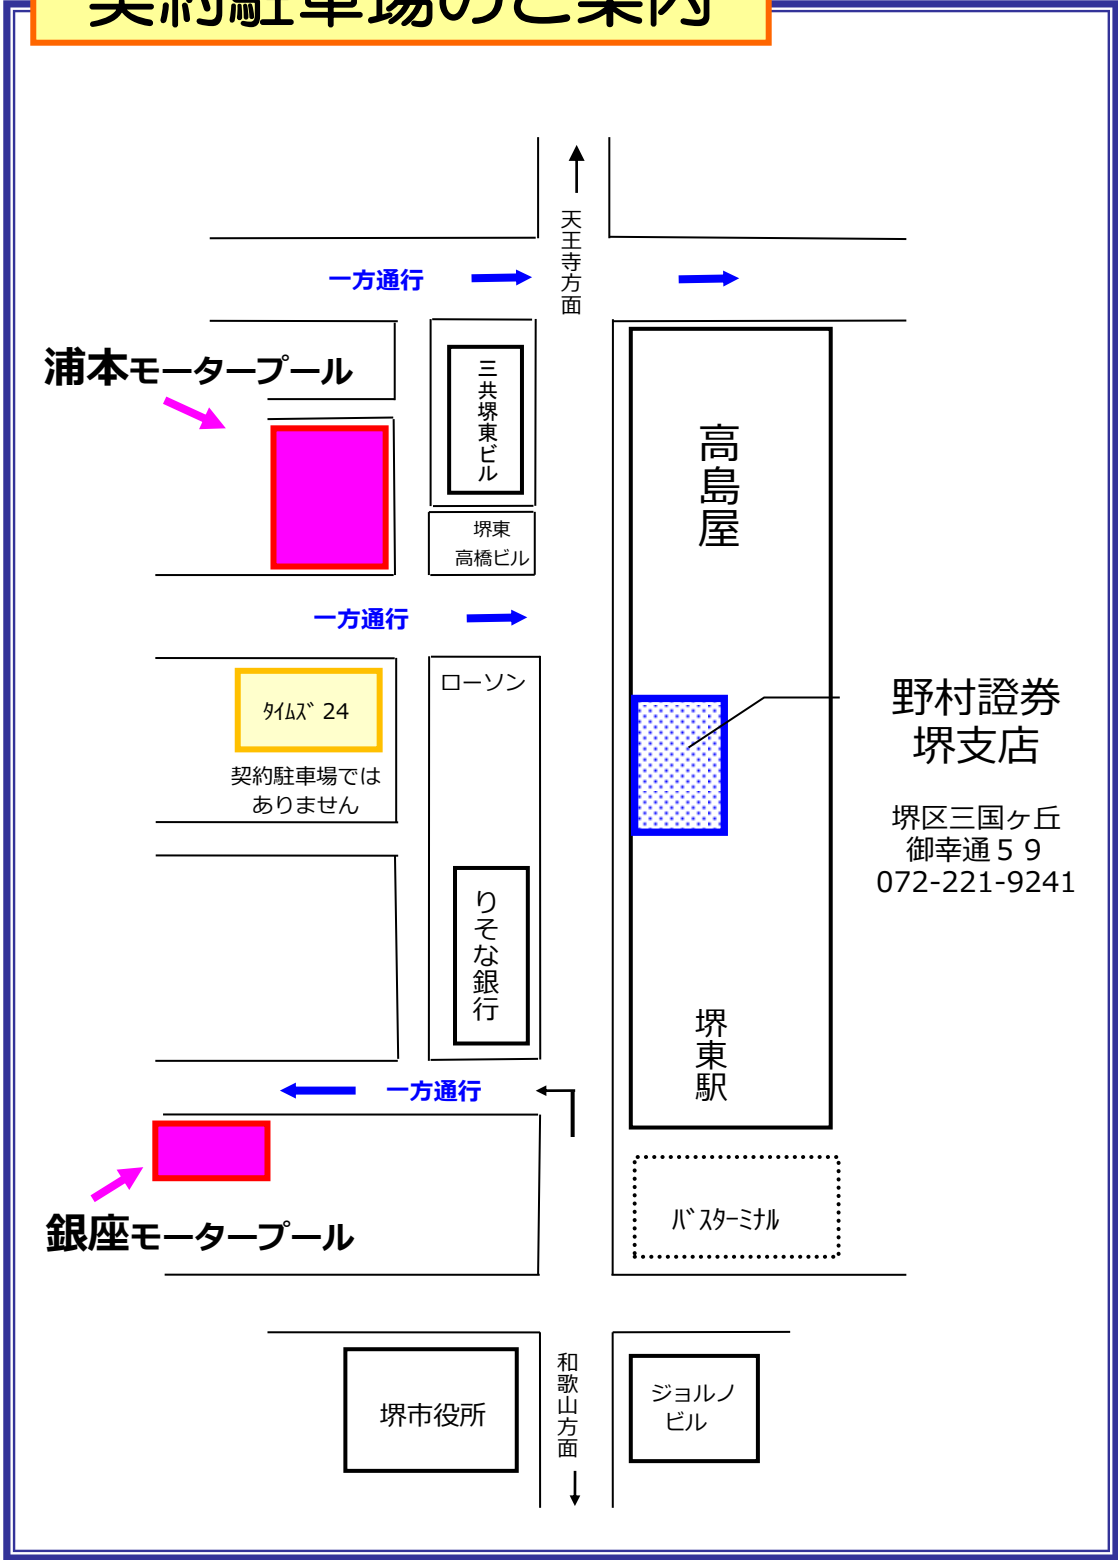 契約駐車場のご案内
天王寺方面
一方通行
浦本モータープール
三共堺東ビル
高島屋
堺東
高橋ビル
一方通行
ローソン
ﾀｲﾑｽﾞ 24
契約駐車場では
ありません
野村證券
堺支店
堺区三国ヶ丘
御幸通５９
072-221-9241
りそな銀行
堺東駅
一方通行
銀座モータープール
ﾊﾞｽﾀｰﾐﾅﾙ
和歌山方面
堺市役所
ジョルノ
ビル